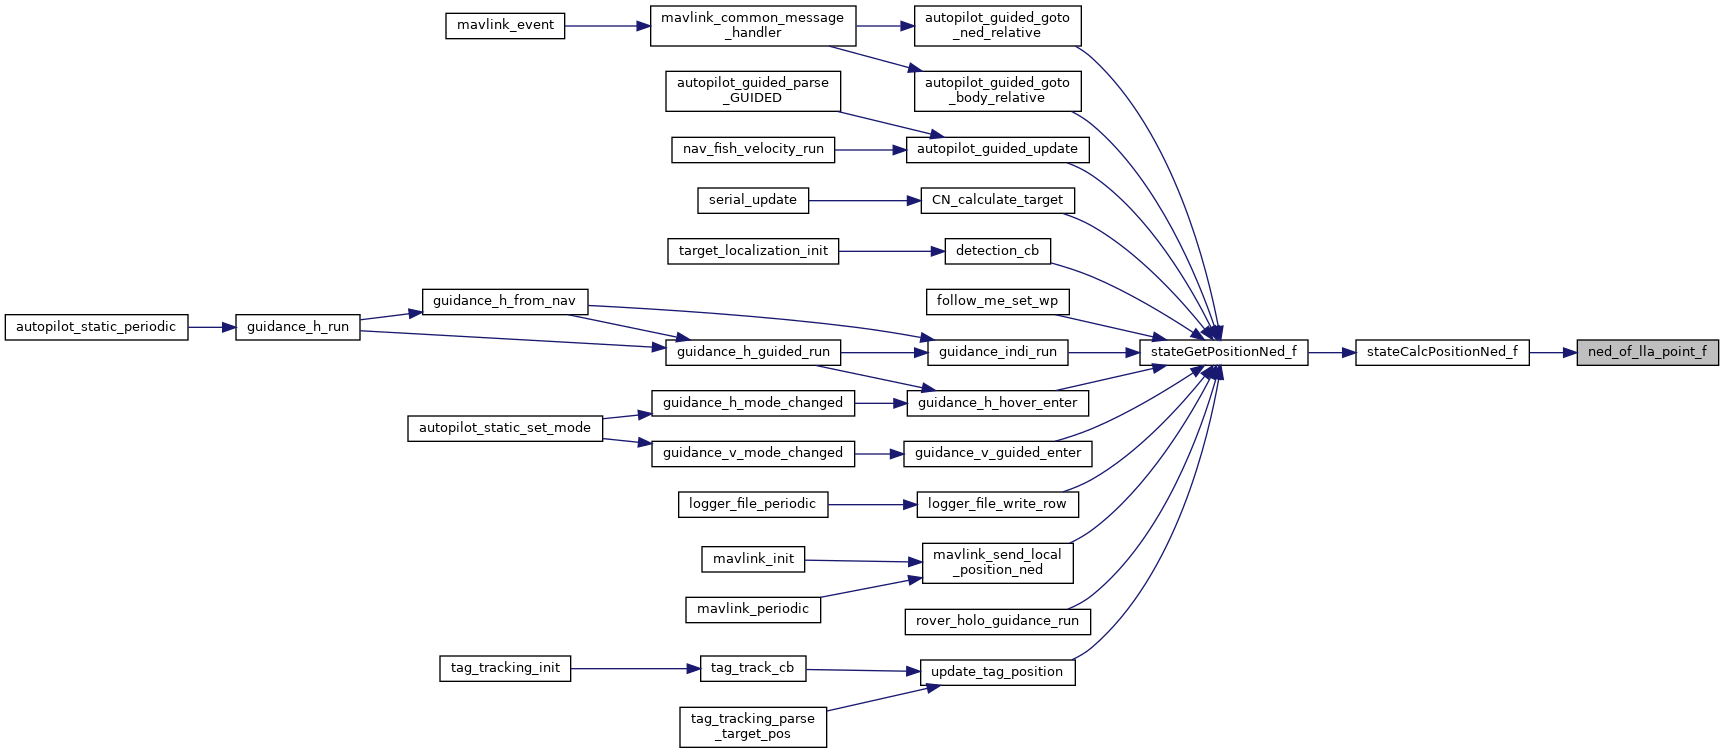 mavlink_event
mavlink_common_message
_handler
autopilot_guided_goto
_ned_relative
autopilot_guided_parse
_GUIDED
autopilot_guided_goto
_body_relative
nav_fish_velocity_run
autopilot_guided_update
serial_update
CN_calculate_target
target_localization_init
detection_cb
guidance_h_from_nav
follow_me_set_wp
autopilot_static_periodic
guidance_h_run
guidance_h_guided_run
guidance_indi_run
stateGetPositionNed_f
stateCalcPositionNed_f
ned_of_lla_point_f
guidance_h_mode_changed
guidance_h_hover_enter
autopilot_static_set_mode
guidance_v_mode_changed
guidance_v_guided_enter
logger_file_periodic
logger_file_write_row
mavlink_init
mavlink_send_local
_position_ned
mavlink_periodic
rover_holo_guidance_run
tag_tracking_init
tag_track_cb
update_tag_position
tag_tracking_parse
_target_pos